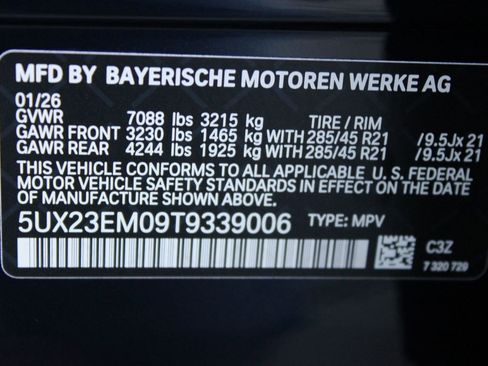 MFD BY BAYERISCHE MOTOREN WERKE AG
01/26
GVWR 7088 lbs 3215 kg TIRE / RIM
GAWR FRONT 3230 lbs 1465 kg WITH 285/45 R21 /9.5Jx 21
GAWR REAR 4244 lbs 1925 kg WITH 285/45 R21 /9.5Jx 21
THIS VEHICLE CONFORMS TO ALL APPLICABLE U. S. FEDERAL
MOTOR VEHICLE SAFETY STANDARDS IN EFFECT ON THE DATE
OF MANUFACTURE SHOWN ABOVE.
5UX23EM09T9339006 TYPE: MPV
C3Z
7 320 729